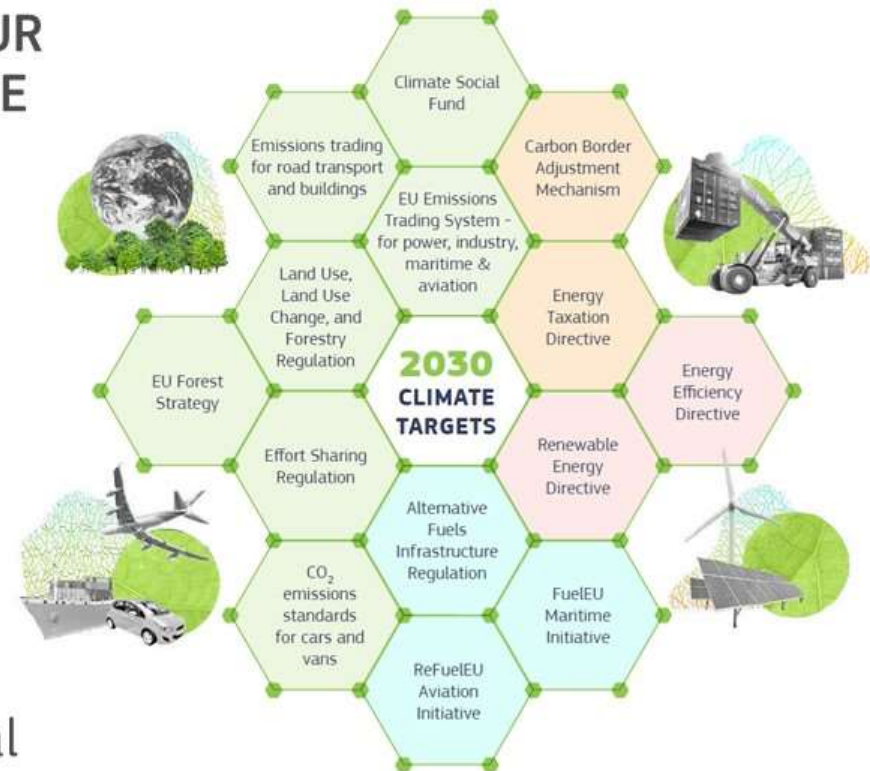 UR
E
Climate Social
Fund
Emissions trading
for road transport
and buildings
Carbon Border
Adjustment
Mechanism
EU Emissions
Trading System -
for power, industry,
maritime &
aviation
Land Use,
Land Use
Change, and
Forestry
Regulation
Energy
Taxation
Directive
EU Forest
Strategy
2030
CLIMATE
TARGETS
Energy
Efficiency
Directive
Effort Sharing
Regulation
Renewable
Energy
Directive
Alternative
Fuels
Infrastructure
Regulation
CO₂
emissions
standards
for cars and
vans
FuelEU
Maritime
Initiative
ReFuelEU
Aviation
Initiative
al